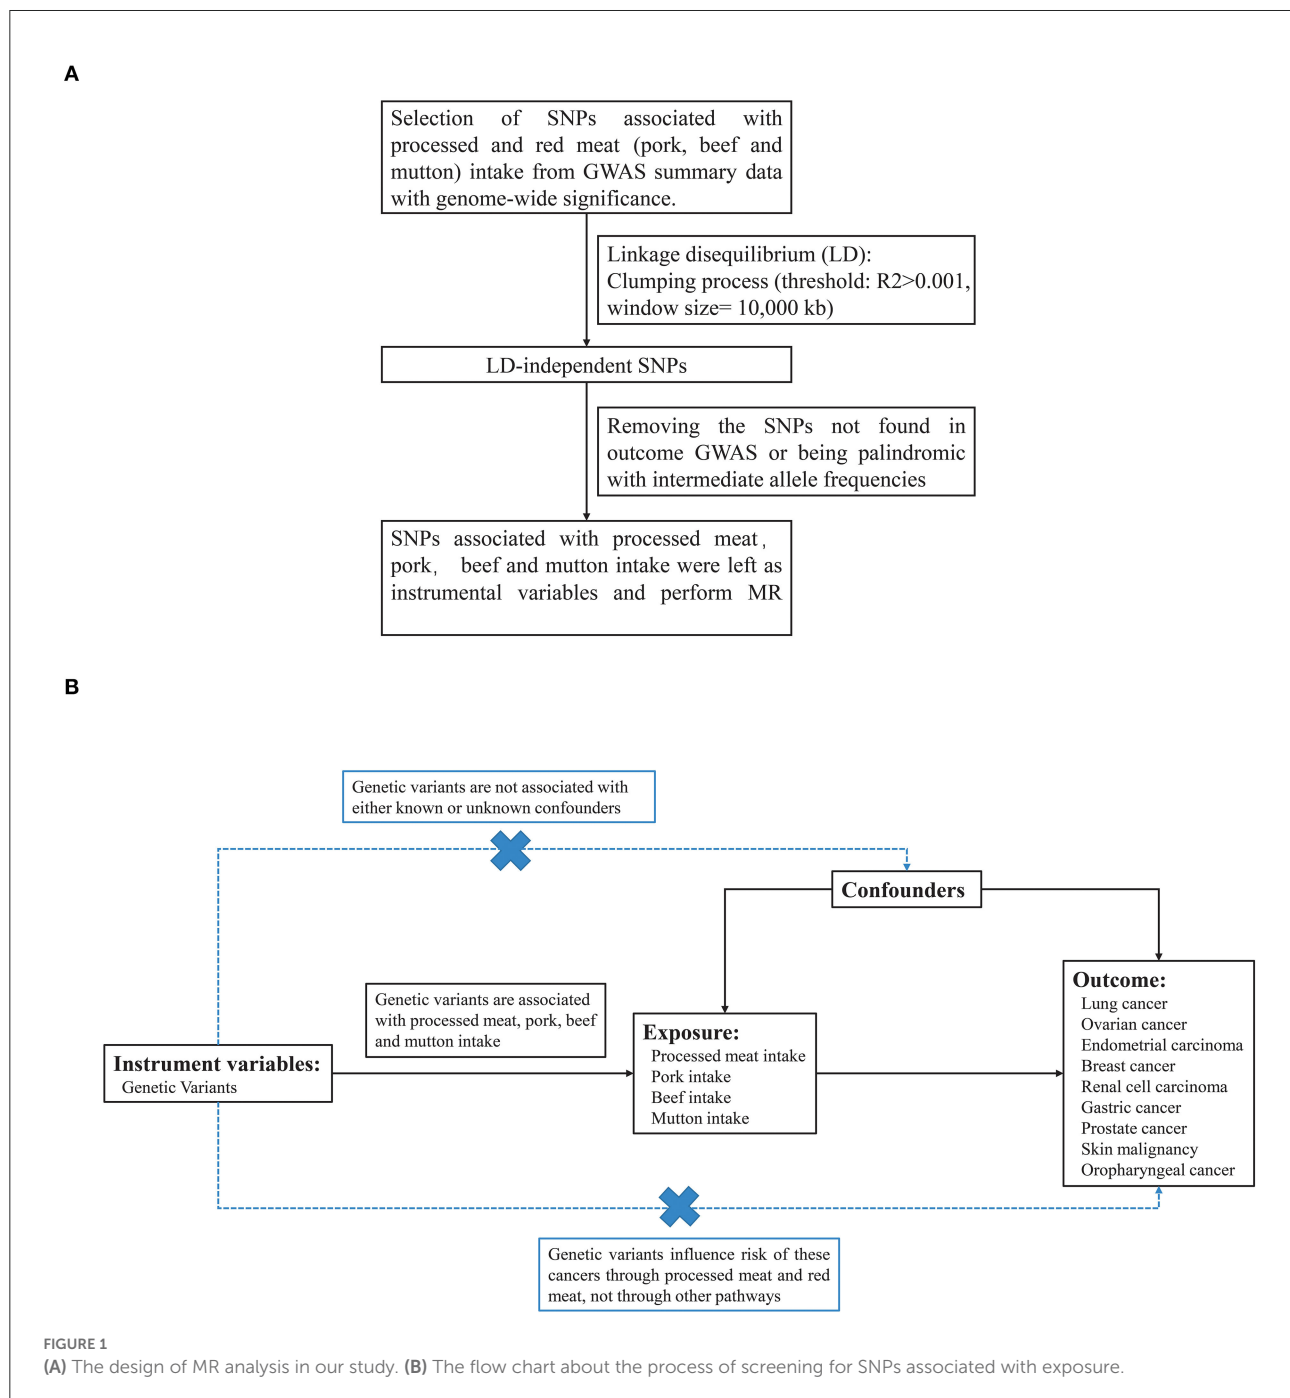 A
Selection of SNPs associated with
processed and red meat (pork, beef and
mutton) intake from GWAS summary data
with genome-wide significance.
Linkage disequilibrium (LD):
Clumping process (threshold: R2>0.001,
window size= 10,000 kb)
LD-independent SNPs
Removing the SNPs not found in
outcome GWAS or being palindromic
with intermediate allele frequencies
SNPs associated with processed meat,
pork, beef and mutton intake were left as
instrumental variables and perform MR
B
Genetic variants are not associated with
either known or unknown confounders
Confounders
Genetic variants are associated
with processed meat, pork, beef
and mutton intake
Instrument variables:
Genetic Variants
Exposure:
Processed meat intake
Pork intake
Beef intake
Mutton intake
Outcome:
Lung cancer
Ovarian cancer
Endometrial carcinoma
Breast cancer
Renal cell carcinoma
Gastric cancer
Prostate cancer
Skin malignancy
Oropharyngeal cancer
Genetic variants influence risk of these
cancers through processed meat and red
meat, not through other pathways
FIGURE 1
(A) The design of MR analysis in our study. (B) The flow chart about the process of screening for SNPs associated with exposure.